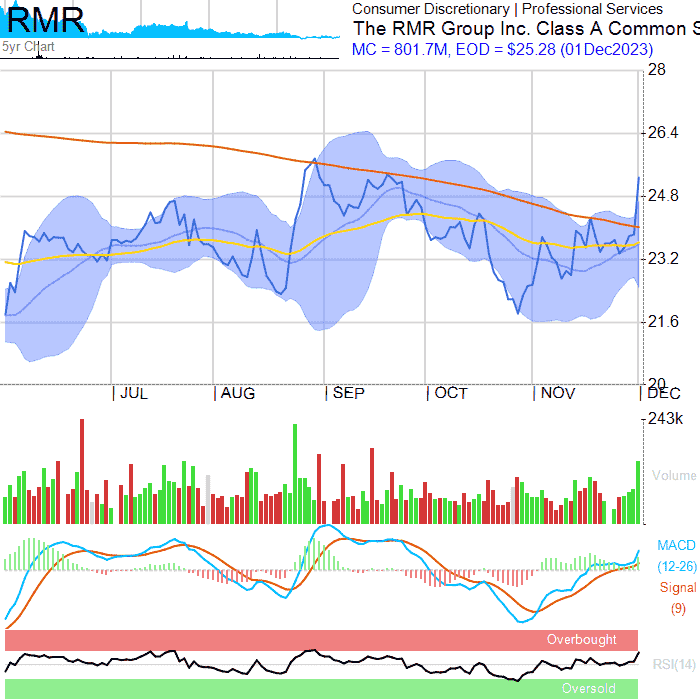 RMR
5yr Chart
Consumer Discretionary | Professional Services
The RMR Group Inc. Class A Common S
MC = 801.7M, EOD = $25.28 (01Dec2023)
28
26.4
24.8
23.2
21.6
20
JUL
AUG
SEP
OCT
NOV
DEC
243k
Volume
MACD
(12-26)
Signal
(9)
Overbought
RSI(14)
Oversold